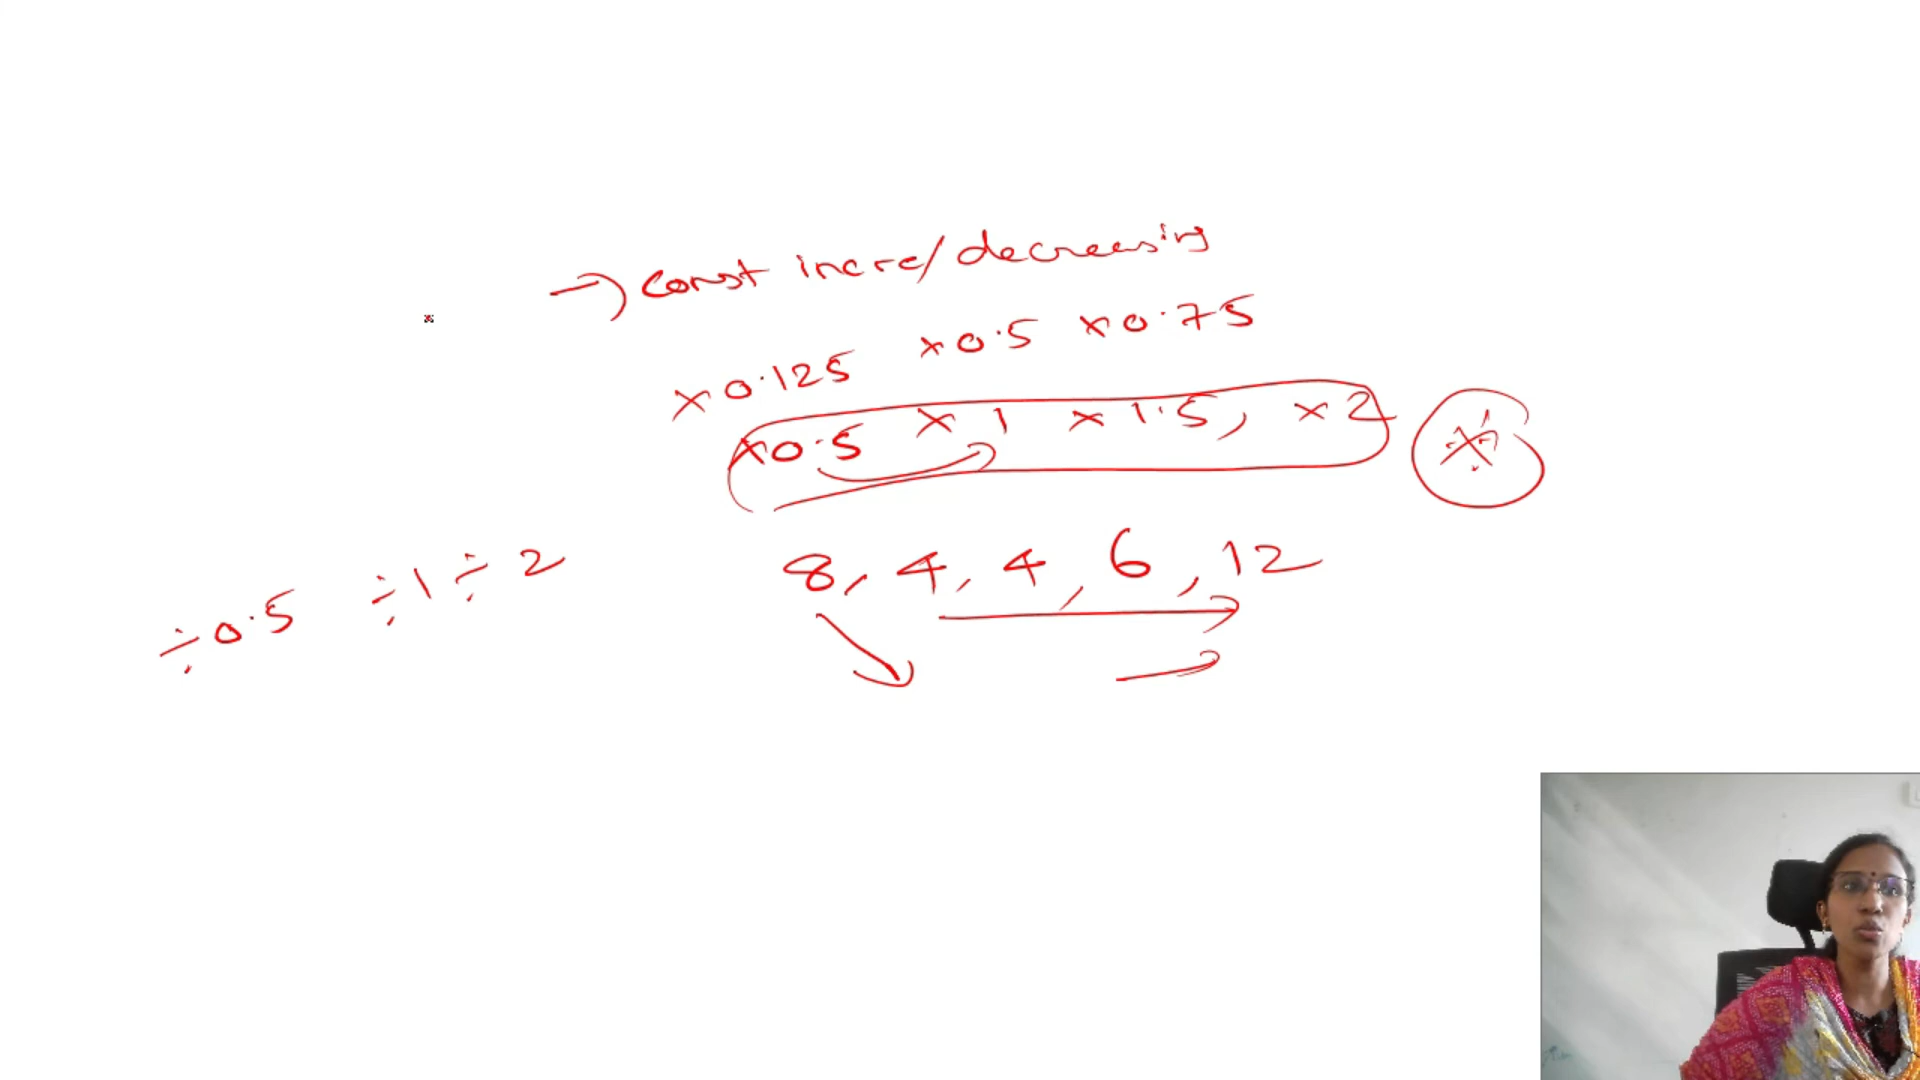 → const incre/decreasing
×0.125 ×0.5 ×0.75
×0.5 ×1 ×1.5, ×2
÷0.5 ÷1 ÷2
8, 4, 4, 6, 12